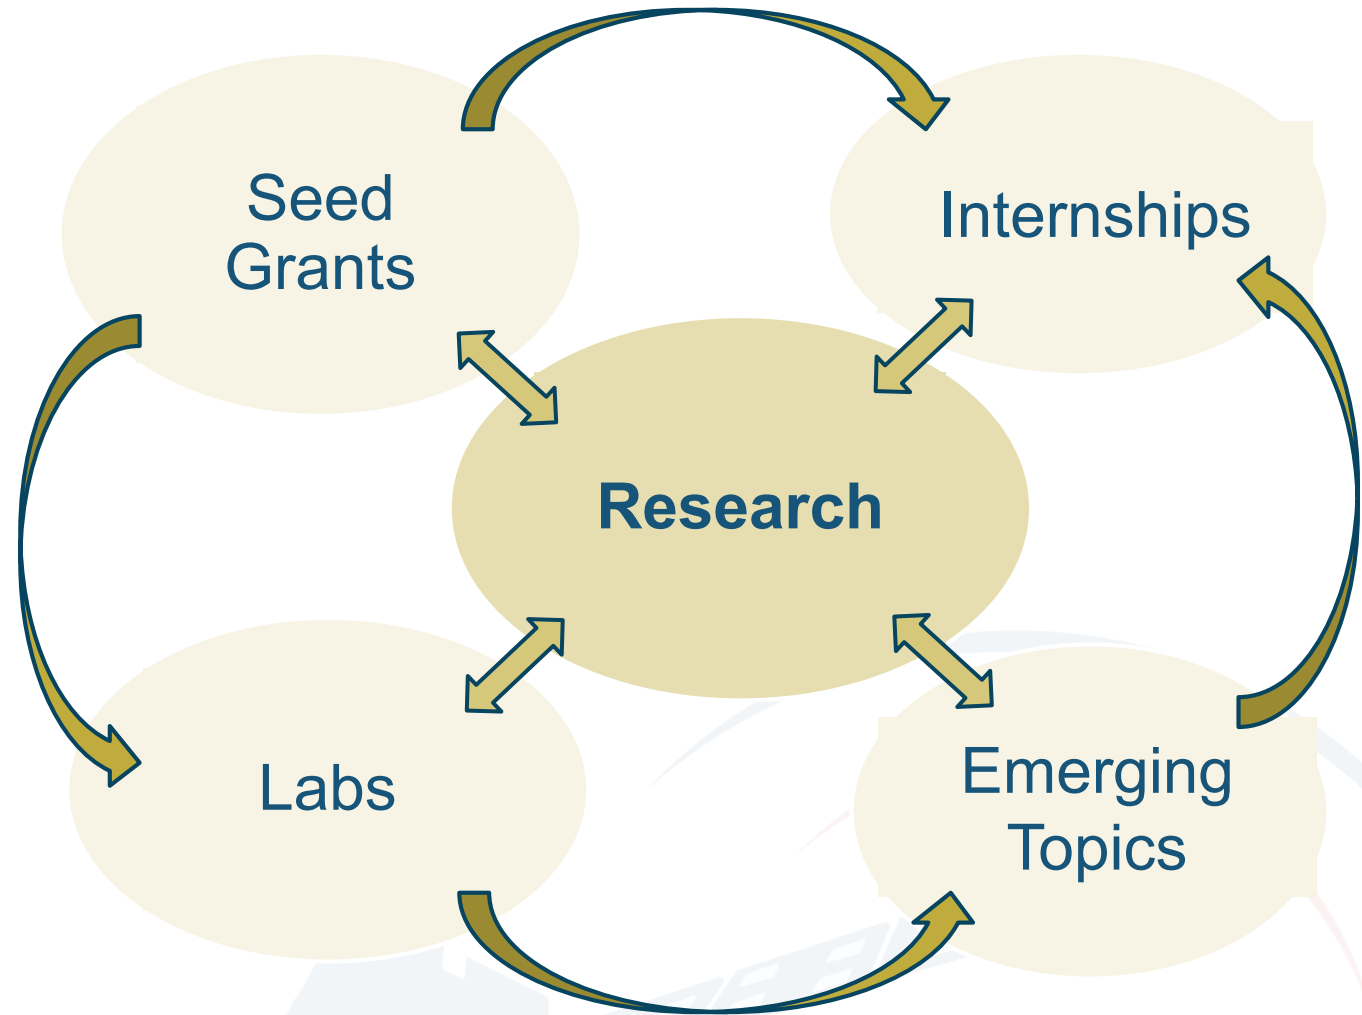 Seed
Grants
Internships
Research
Labs
Emerging
Topics